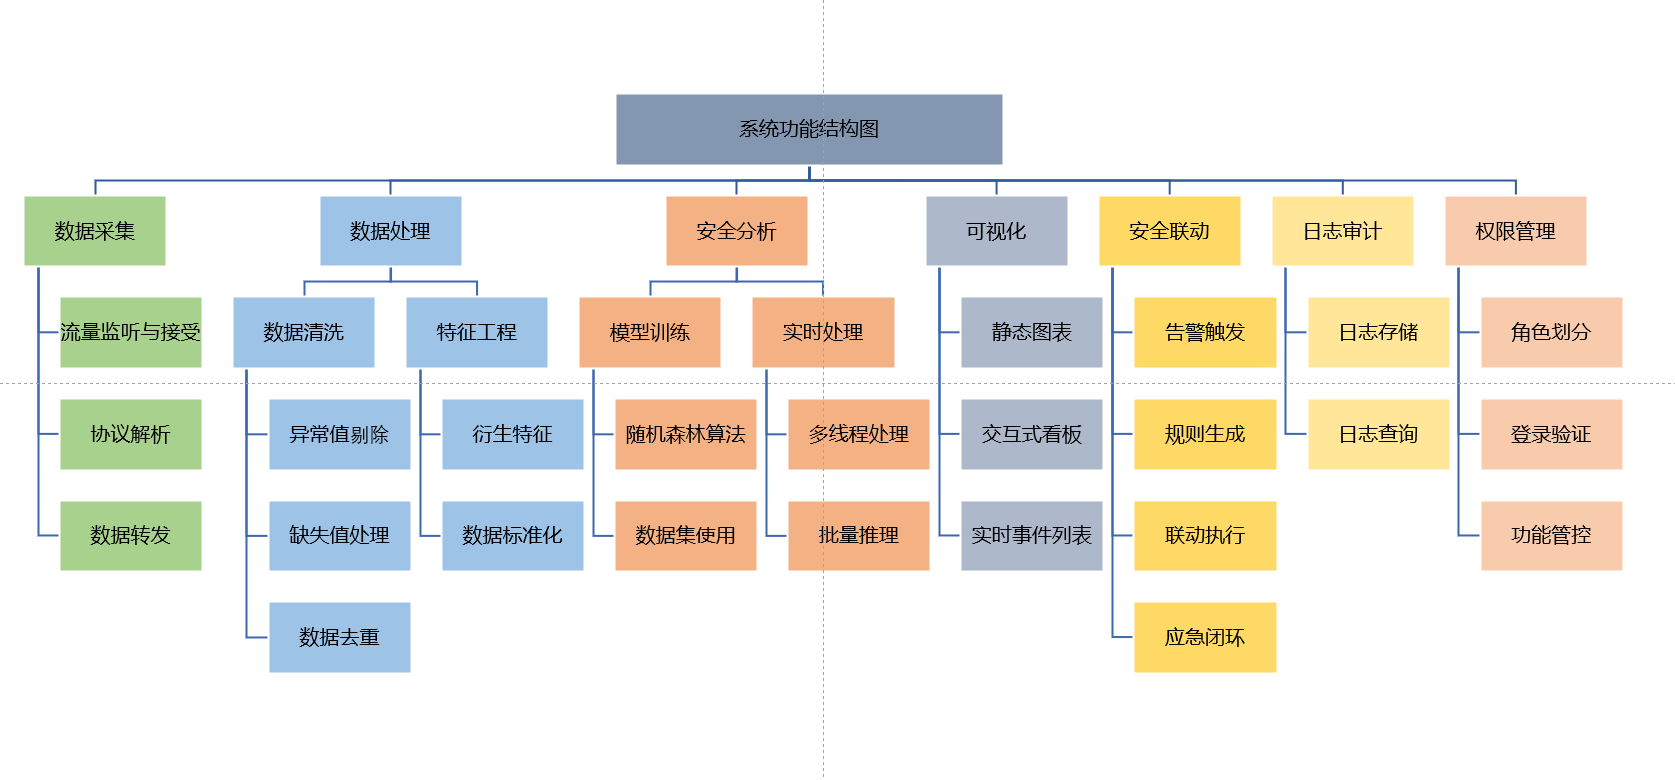 系统功能结构图
数据采集
数据处理
安全分析
可视化
安全联动
日志审计
权限管理
流量监听与接受
数据清洗
特征工程
模型训练
实时处理
静态图表
告警触发
日志存储
角色划分
协议解析
异常值剔除
衍生特征
随机森林算法
多线程处理
交互式看板
规则生成
日志查询
登录验证
数据转发
缺失值处理
数据标准化
数据集使用
批量推理
实时事件列表
联动执行
功能管控
数据去重
应急闭环